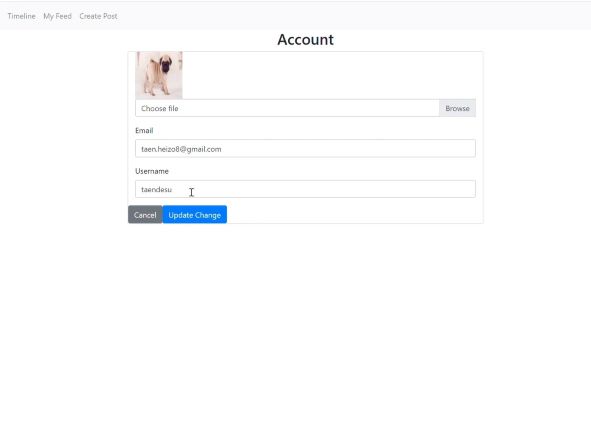 Timeline My Feed Create Post
Account
Choose file Browse
Email
taen.heizo8@gmail.com
Username
taendesu
Cancel Update Change